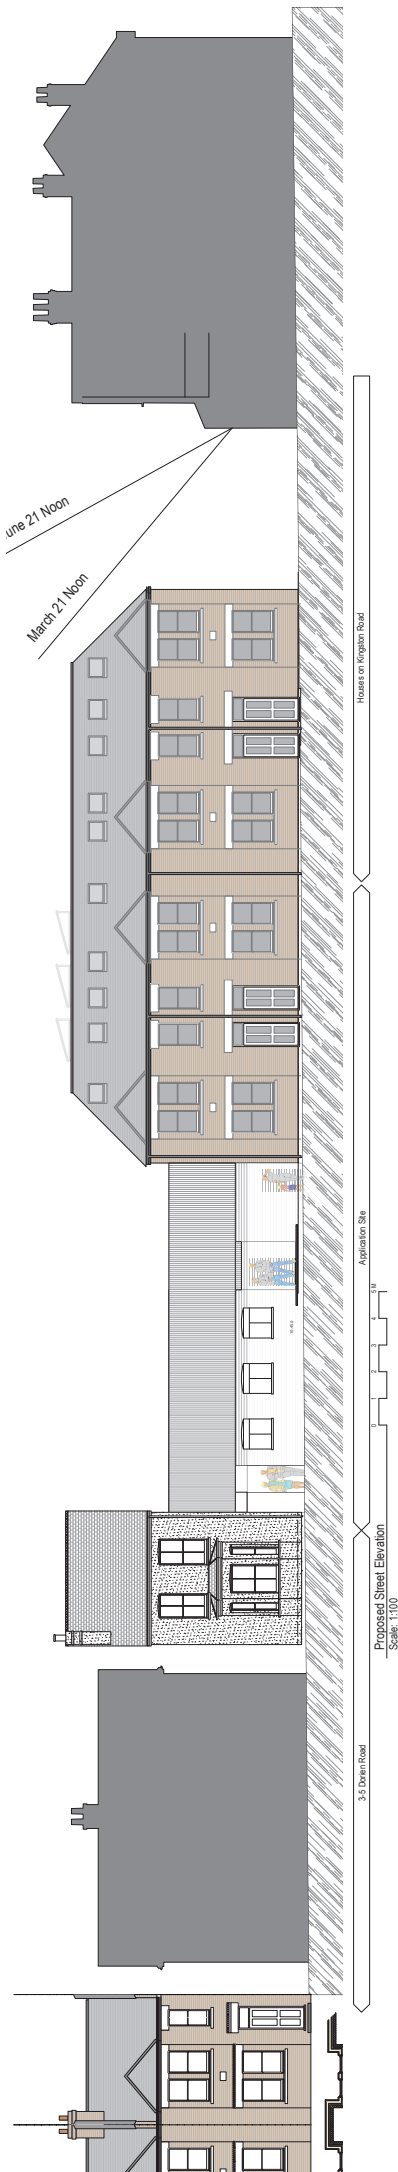 June 21 Noon
March 21 Noon
3-5 Dorien Road
Application Site
Houses on Kingston Road
0 1 2 3 4 5 M
Proposed Street Elevation
Scale: 1:100